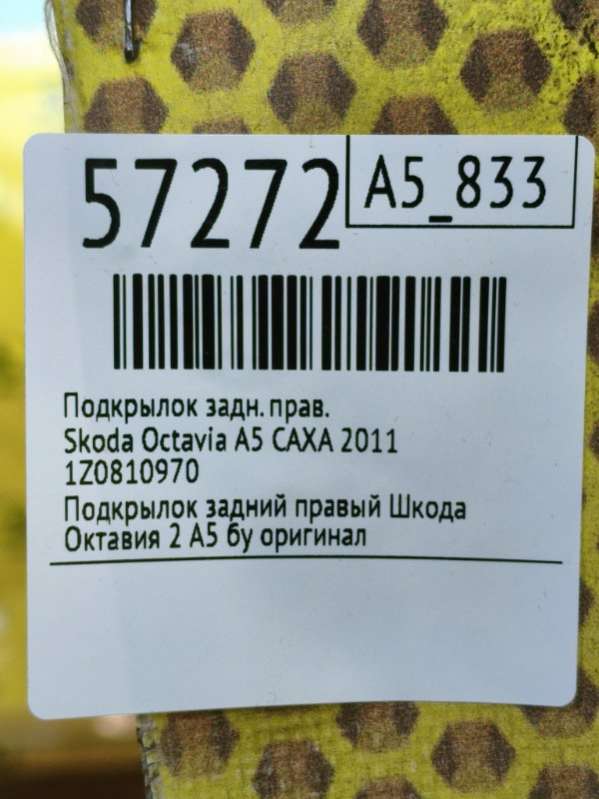 57272
A5_833
Подкрылок задн. прав.
Skoda Octavia A5 CAXA 2011
1Z0810970
Подкрылок задний правый Шкода
Октавия 2 А5 бу оригинал